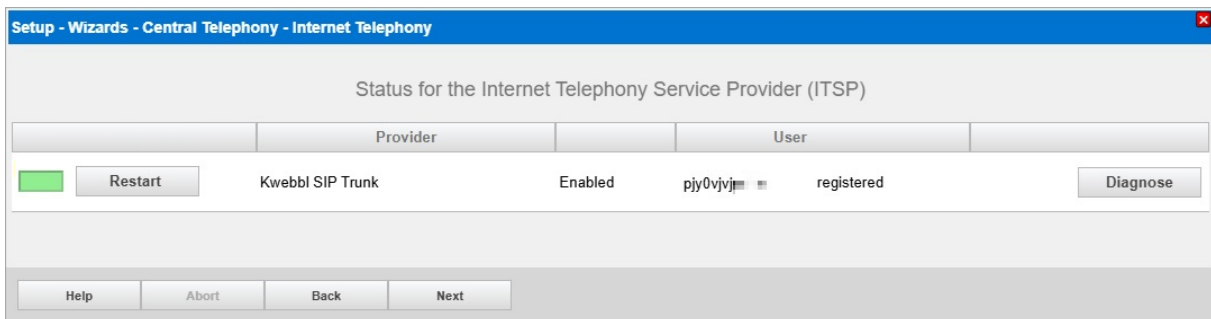 Setup - Wizards - Central Telephony - Internet Telephony
Status for the Internet Telephony Service Provider (ITSP)
Provider User
Restart Kwebbl SIP Trunk Enabled registered Diagnose
Help Abort Back Next